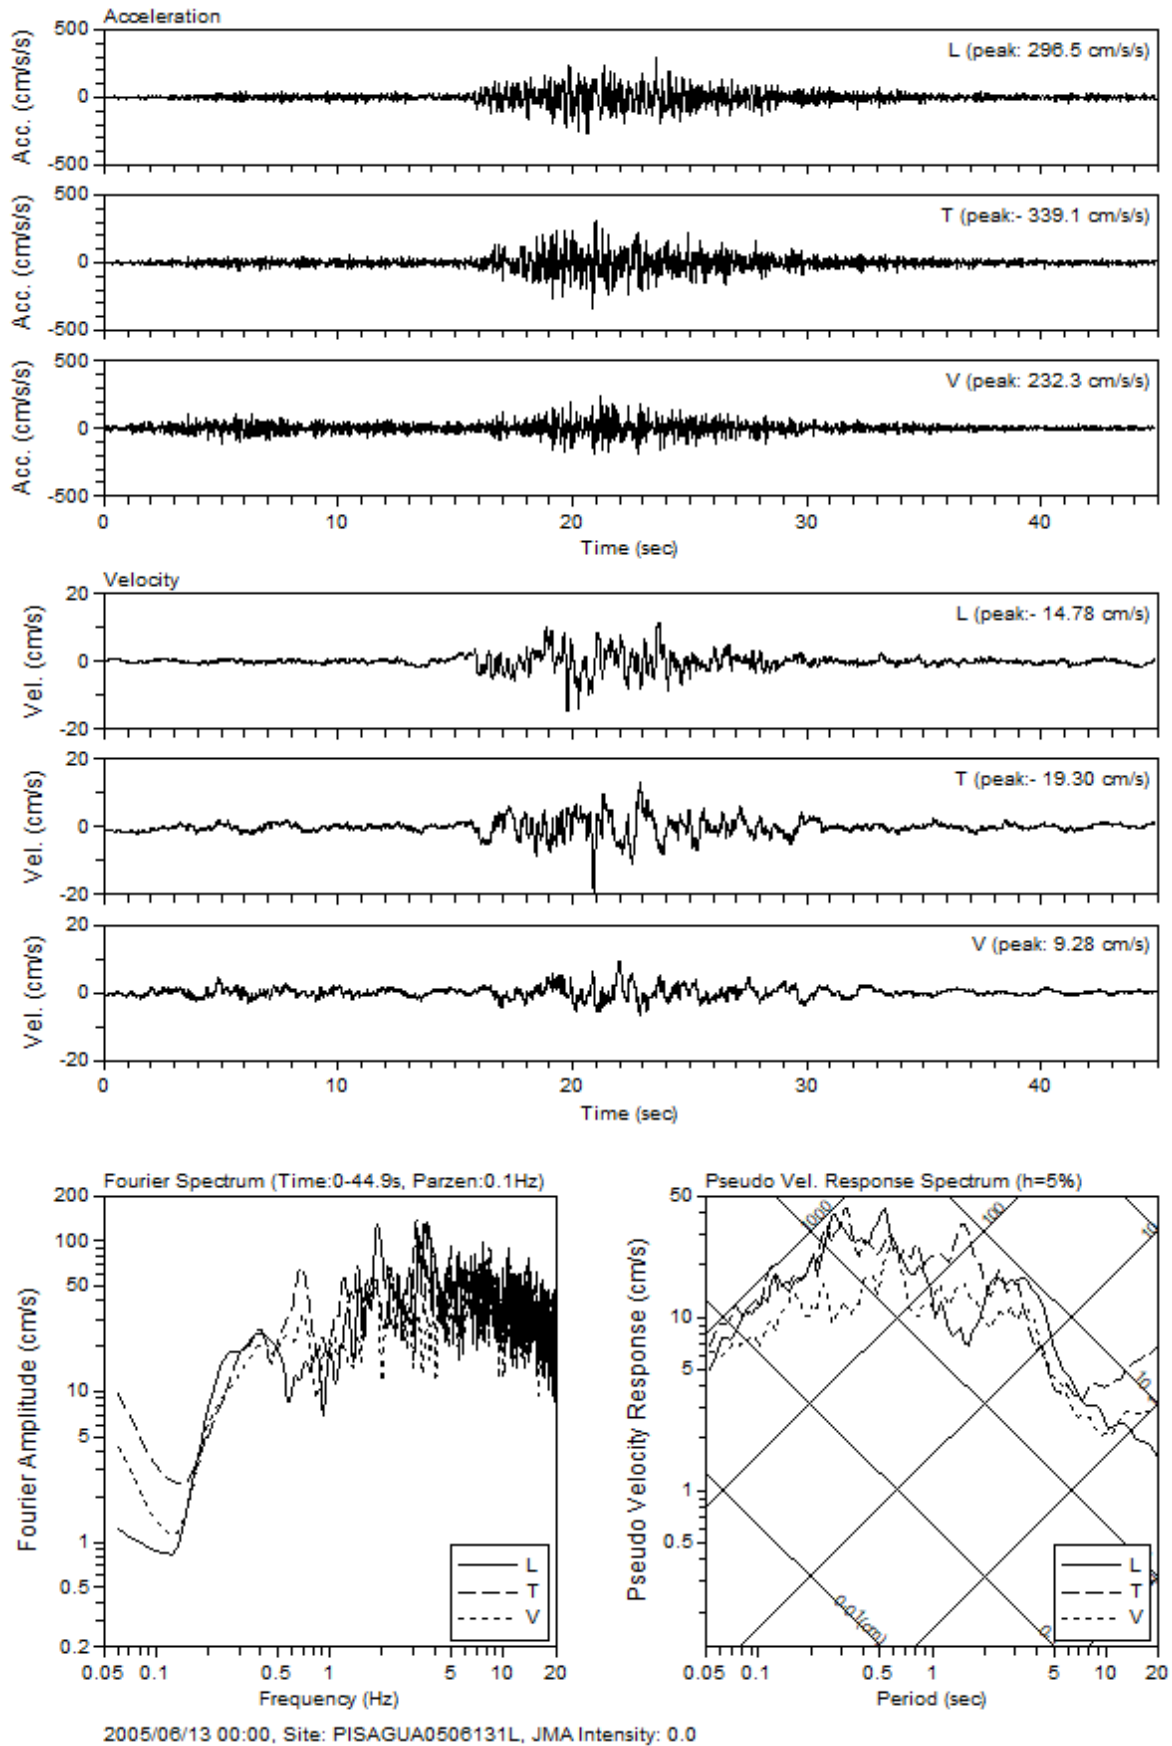 Acceleration
500
0
-500
Acc. (cm/s/s)
L (peak: 296.5 cm/s/s)
500
0
-500
Acc. (cm/s/s)
T (peak:- 339.1 cm/s/s)
500
0
-500
Acc. (cm/s/s)
V (peak: 232.3 cm/s/s)
0 10 20 30 40
Time (sec)
Velocity
20
0
-20
Vel. (cm/s)
L (peak:- 14.78 cm/s)
20
0
-20
Vel. (cm/s)
T (peak:- 19.30 cm/s)
20
0
-20
Vel. (cm/s)
V (peak: 9.28 cm/s)
0 10 20 30 40
Time (sec)
Fourier Spectrum (Time:0-44.9s, Parzen:0.1Hz)
200
100
50
10
5
1
0.5
0.2
Fourier Amplitude (cm/s)
L
T
V
0.05 0.1 0.5 1 5 10 20
Frequency (Hz)
Pseudo Vel. Response Spectrum (h=5%)
50
10
5
1
0.5
Pseudo Velocity Response (cm/s)
1000
100
10
10
0.01(cm)
0
L
T
V
0.05 0.1 0.5 1 5 10 20
Period (sec)
2005/06/13 00:00, Site: PISAGUA0506131L, JMA Intensity: 0.0